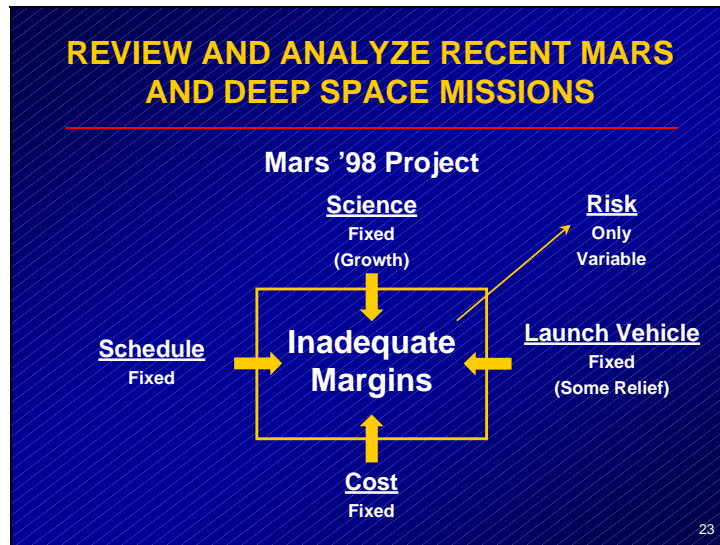 REVIEW AND ANALYZE RECENT MARS
AND DEEP SPACE MISSIONS
Mars ’98 Project
Science
Fixed
(Growth)
Risk
Only
Variable
Schedule
Fixed
Inadequate
Margins
Launch Vehicle
Fixed
(Some Relief)
Cost
Fixed
23